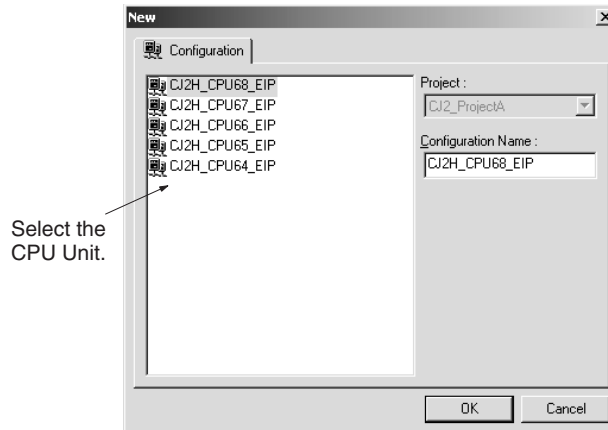 New
Configuration
CJ2H_CPU68_EIP
CJ2H_CPU67_EIP
CJ2H_CPU66_EIP
CJ2H_CPU65_EIP
CJ2H_CPU64_EIP
Project :
CJ2_ProjectA
Configuration Name :
CJ2H_CPU68_EIP
Select the
CPU Unit.
OK
Cancel